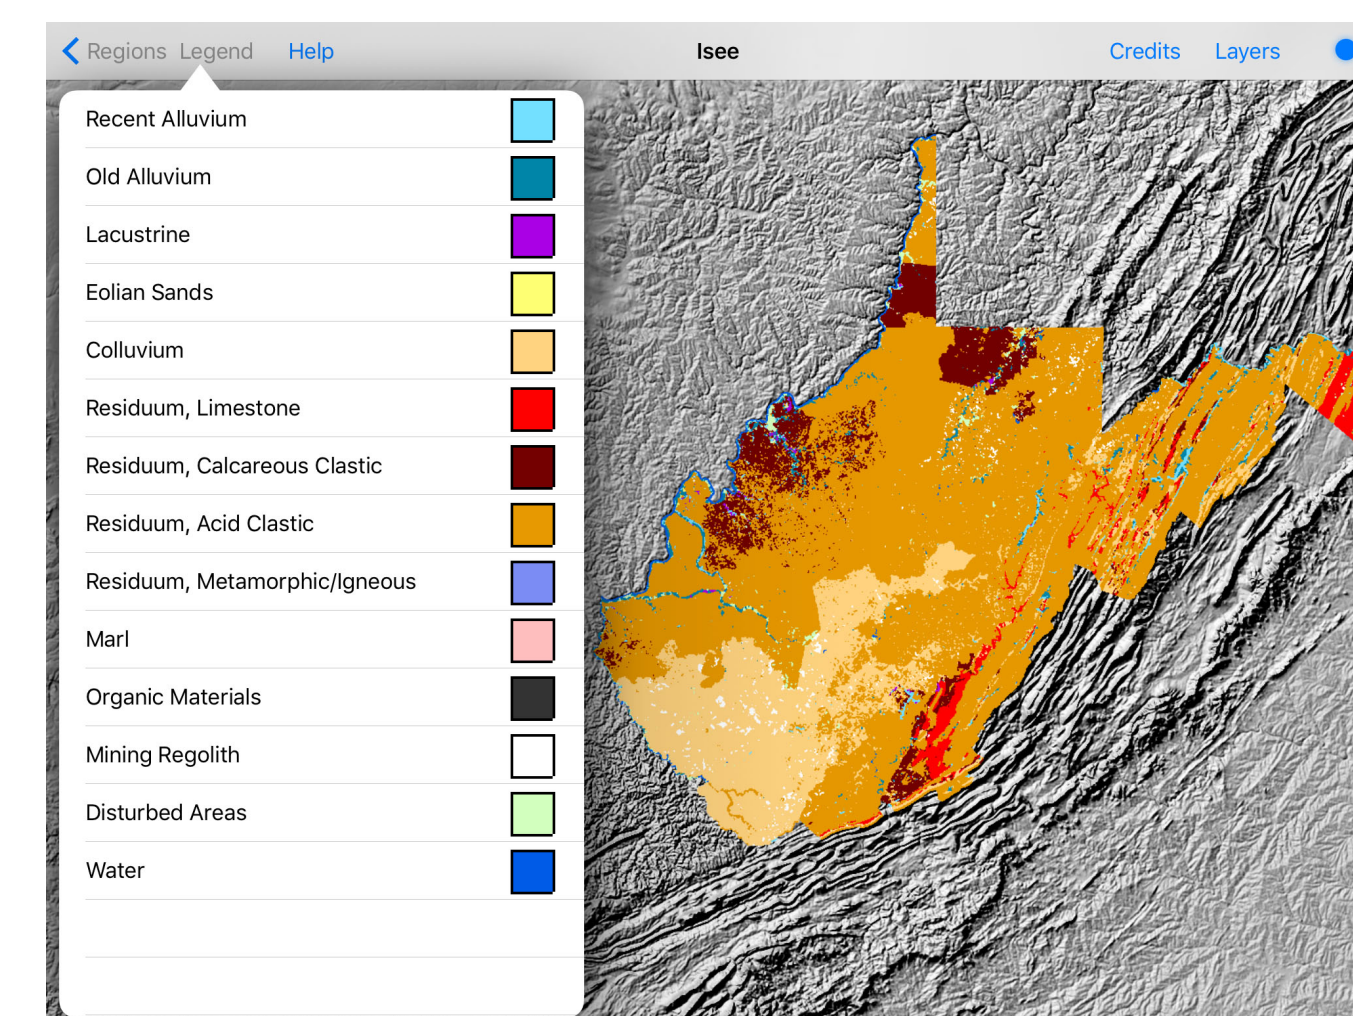 Regions Legend Help Isee Credits Layers
Recent Alluvium
Old Alluvium
Lacustrine
Eolian Sands
Colluvium
Residuum, Limestone
Residuum, Calcareous Clastic
Residuum, Acid Clastic
Residuum, Metamorphic/Igneous
Marl
Organic Materials
Mining Regolith
Disturbed Areas
Water